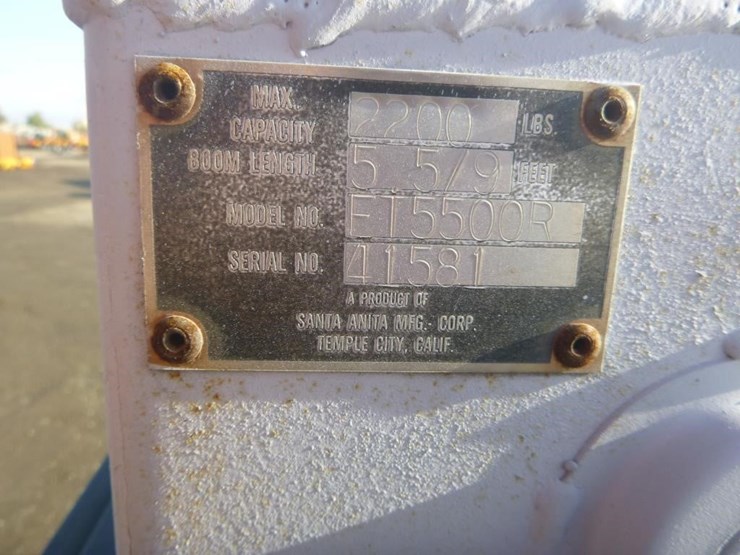 MAX.
CAPACITY 2200 LBS.
BOOM LENGTH 5.5/9 FEET
MODEL NO. ET5500R
SERIAL NO. 41581
A PRODUCT OF
SANTA ANITA MFG. CORP.
TEMPLE CITY, CALIF.